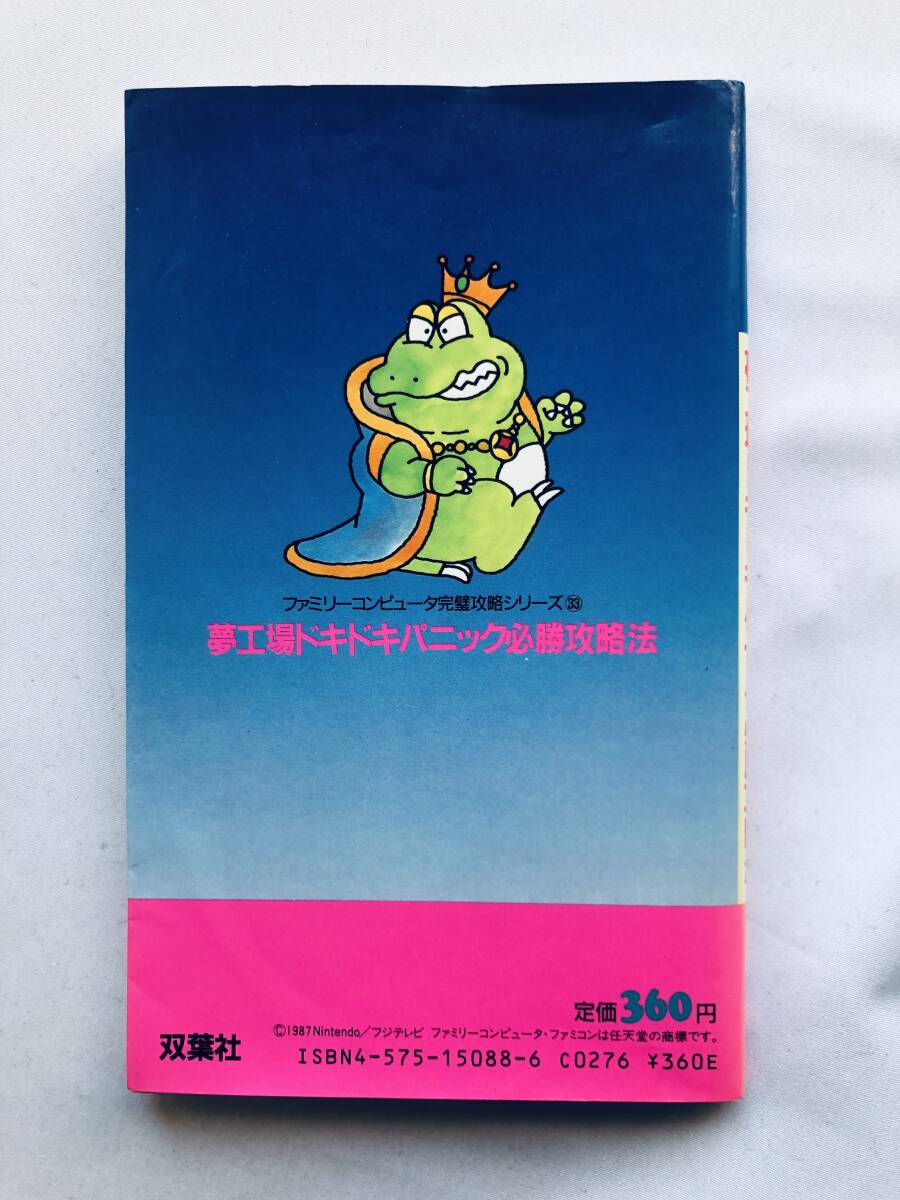 ファミリーコンピュータ完璧攻略シリーズ㉝
夢工場ドキドキパニック必勝攻略法
定価360円
©1987Nintendo/フジテレビ ファミリーコンピュータ・ファミコンは任天堂の商標です。
双葉社
ISBN4-575-15088-6 C0276 ¥360E